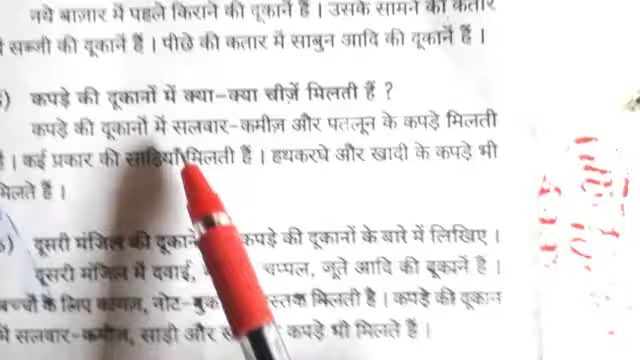 नये बाज़ार में पहले किराने की दूकानें हैं । उसके सामने की कतार
में सब्जी की दूकानें हैं । पीछे की कतार में साबुन आदि की दूकानें हैं ।
) कपड़े की दूकानों में क्या-क्या चीज़ें मिलती हैं ?
कपड़े की दूकानों में सलवार-कमीज़ और पतलून के कपड़े मिलती
है । कई प्रकार की साड़ियाँ मिलती हैं । हथकरघे और खादी के कपड़े भी
मिलते हैं ।
) दूसरी मंजिल की दूकानें कपड़े की दूकानों के बारे में लिखिए ।
दूसरी मंजिल में दवाई, चप्पल, जूते आदि की दूकानें हैं ।
बच्चों के लिए कागज़, नोट-बुक स्तक मिलती है । कपड़े की दूकान
में सलवार-कमीज़, साड़ी और कपड़े भी मिलते हैं ।